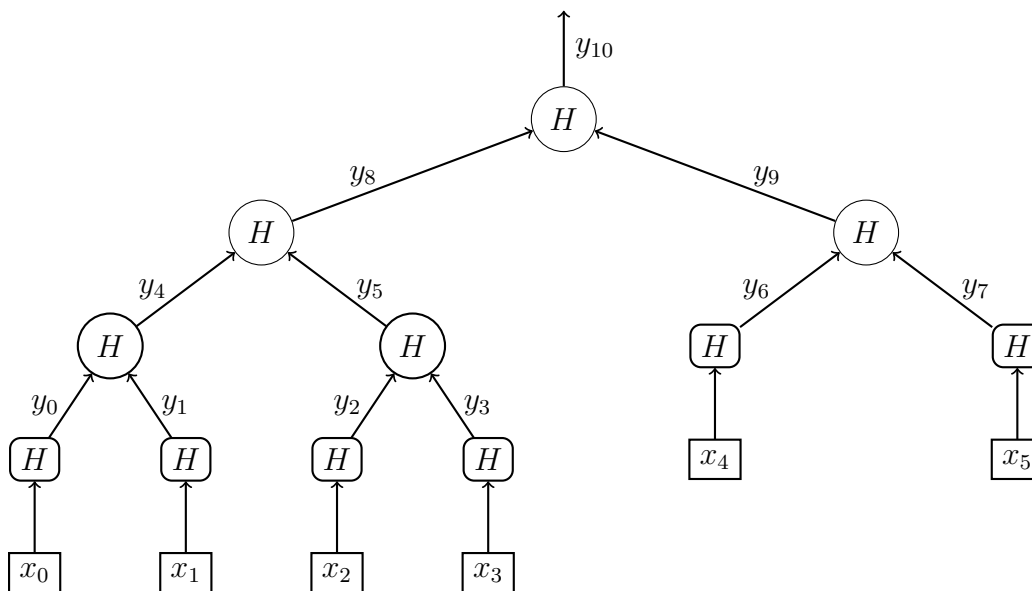 y₁₀
H
y₈ y₉
H H
y₄ y₅ y₆ y₇
H H H H
y₀ y₁ y₂ y₃
H H H H x₄ x₅
x₀ x₁ x₂ x₃